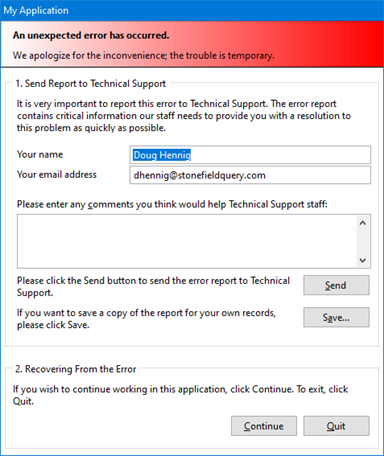 My Application
An unexpected error has occurred.
We apologize for the inconvenience; the trouble is temporary.
1. Send Report to Technical Support
It is very important to report this error to Technical Support. The error report
contains critical information our staff needs to provide you with a resolution to
this problem as quickly as possible.
Your name
Doug Hennig
Your email address
dhennig@stonefieldquery.com
Please enter any comments you think would help Technical Support staff:
Please click the Send button to send the error report to Technical
Support.
Send
If you want to save a copy of the report for your own records,
please click Save.
Save...
2. Recovering From the Error
If you wish to continue working in this application, click Continue. To exit, click
Quit.
Continue
Quit